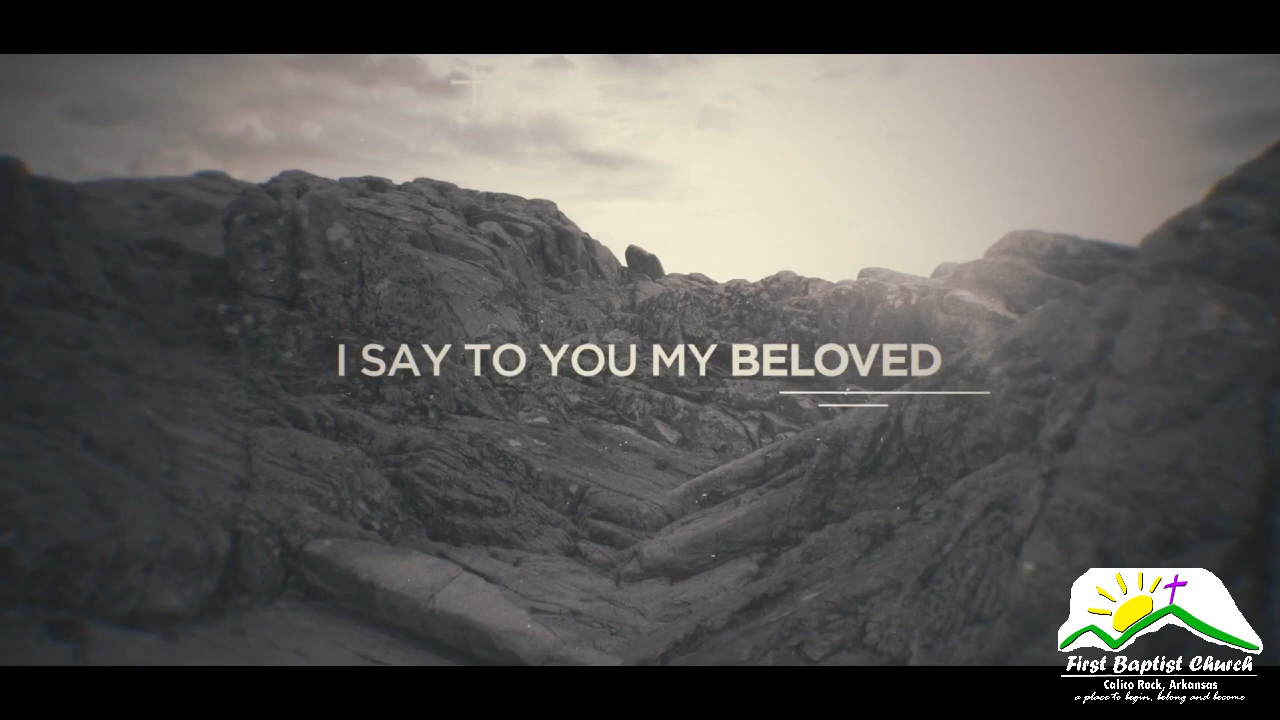 I SAY TO YOU MY BELOVED
First Baptist Church
Calico Rock, Arkansas
a place to begin, belong and become